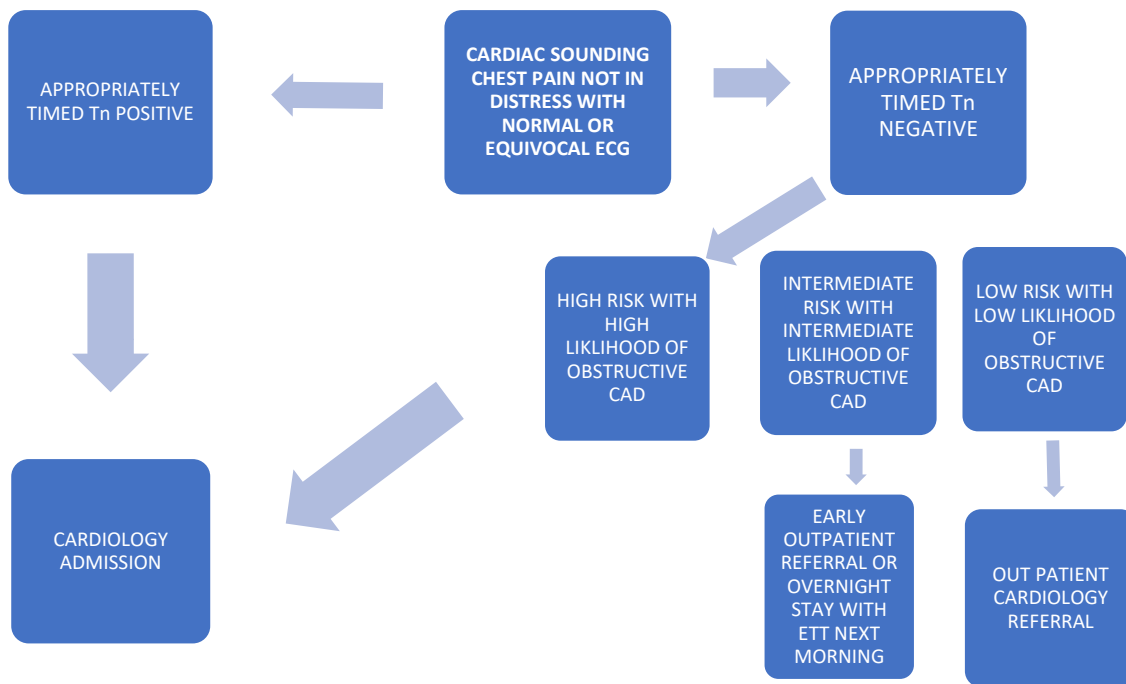 APPROPRIATELY
TIMED Tn POSITIVE
CARDIAC SOUNDING
CHEST PAIN NOT IN
DISTRESS WITH
NORMAL OR
EQUIVOCAL ECG
APPROPRIATELY
TIMED Tn
NEGATIVE
HIGH RISK WITH
HIGH
LIKLIHOOD OF
OBSTRUCTIVE
CAD
INTERMEDIATE
RISK WITH
INTERMEDIATE
LIKLIHOOD OF
OBSTRUCTIVE
CAD
LOW RISK WITH
LOW LIKLIHOOD
OF
OBSTRUCTIVE
CAD
CARDIOLOGY
ADMISSION
EARLY
OUTPATIENT
REFERRAL OR
OVERNIGHT
STAY WITH
ETT NEXT
MORNING
OUT PATIENT
CARDIOLOGY
REFERRAL